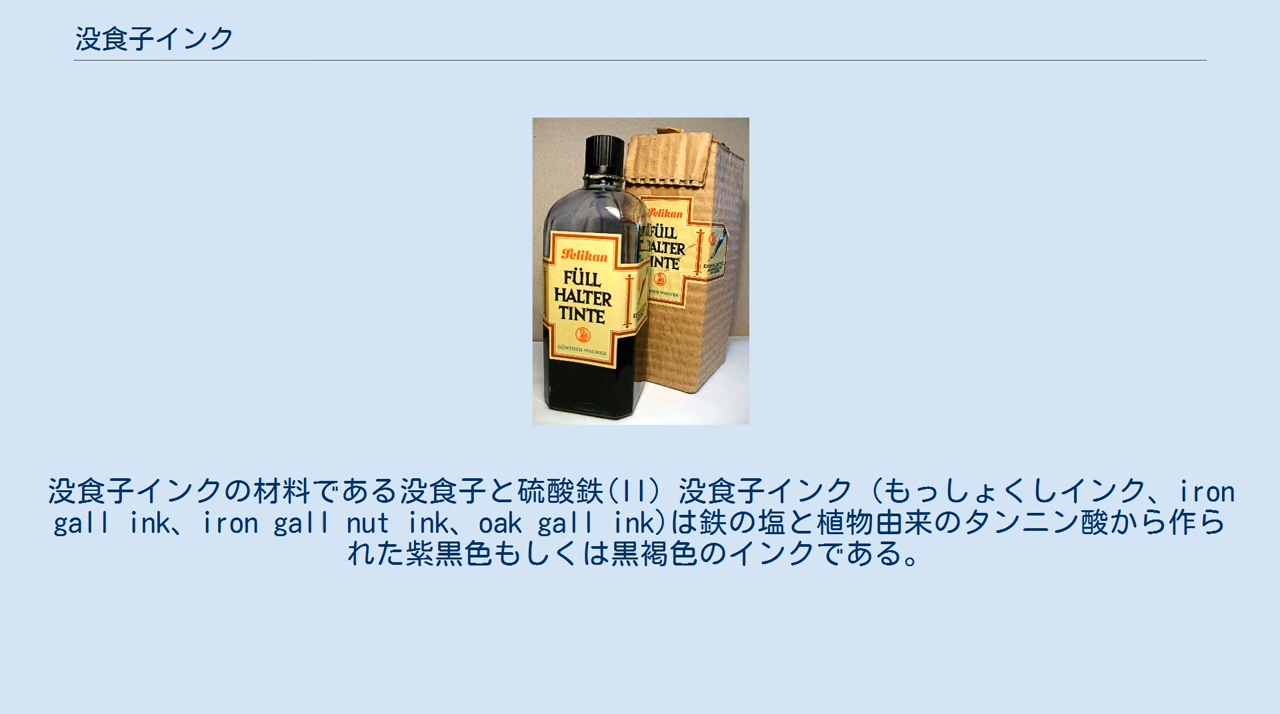 没食子インク
Pelikan
FÜLL
HALTER
TINTE
GÜNTHER WAGNER
Pelikan
FÜLL
HALTER
TINTE
WAGNER
没食子インクの材料である没食子と硫酸鉄(II) 没食子インク (もっしょくしインク、iron
gall ink、iron gall nut ink、oak gall ink)は鉄の塩と植物由来のタンニン酸から作ら
れた紫黒色もしくは黒褐色のインクである。